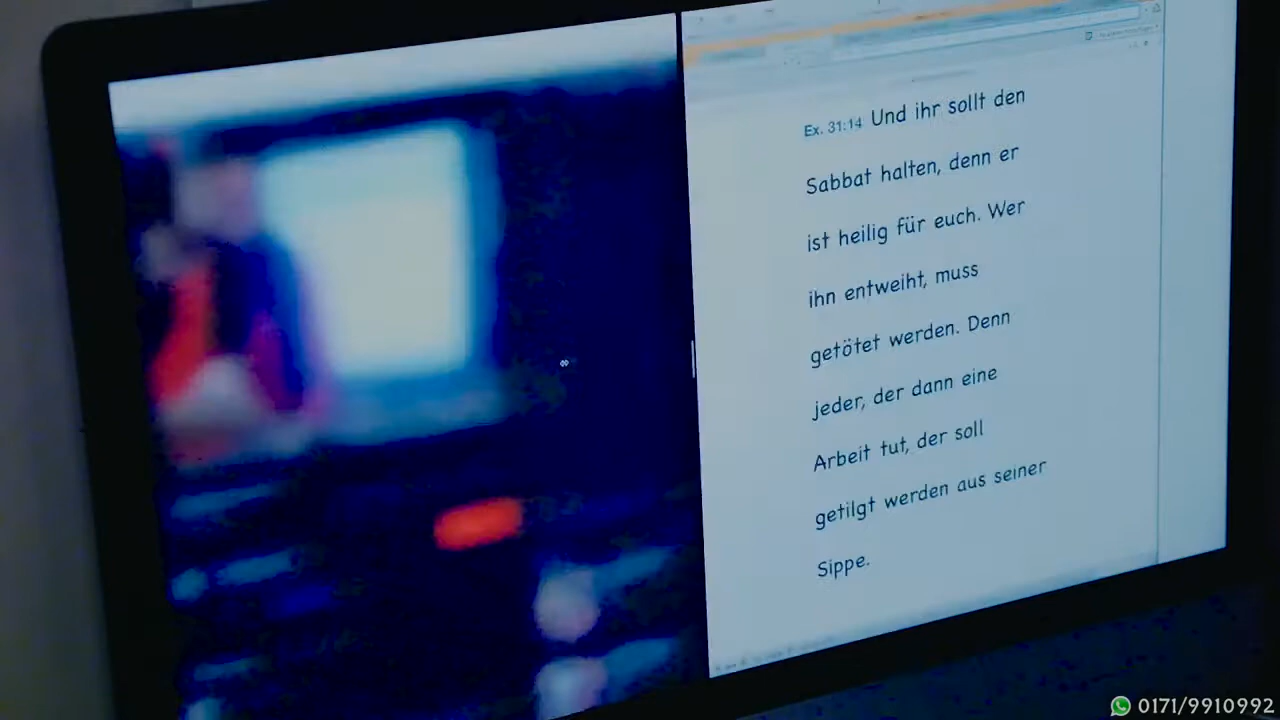 Ex. 31:14 Und ihr sollt den
Sabbat halten, denn er
ist heilig für euch. Wer
ihn entweiht, muss
getötet werden. Denn
jeder, der dann eine
Arbeit tut, der soll
getilgt werden aus seiner
Sippe.
0171/9910992